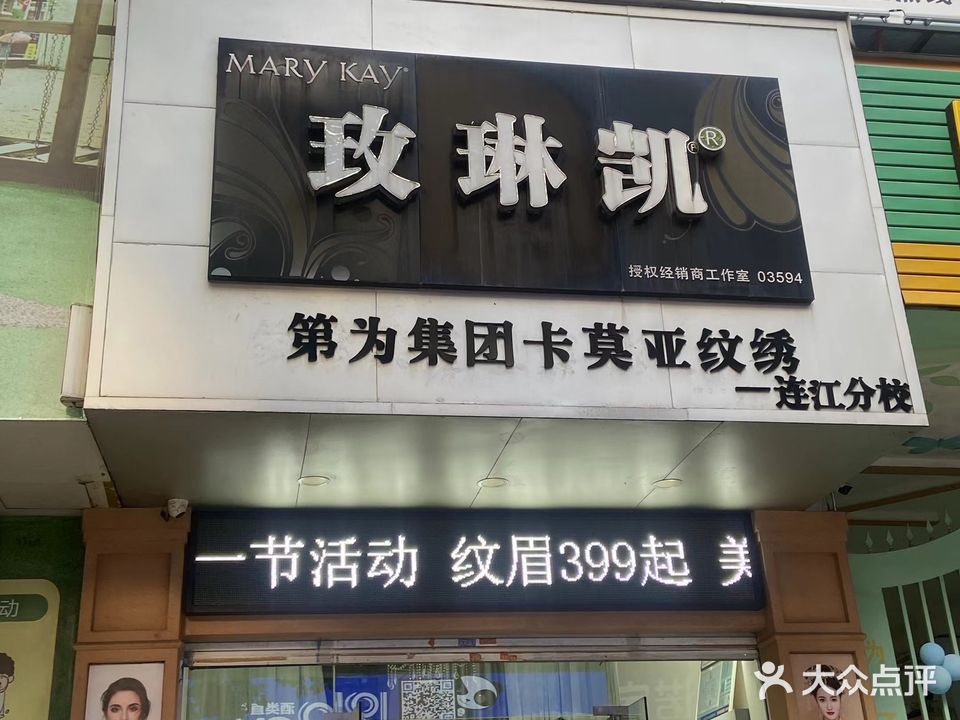 MARY KAY®
玫琳凯®
授权经销商工作室 03594
第为集团卡莫亚纹绣
一连江分校
一节活动 纹眉399起 美
动
大众点评